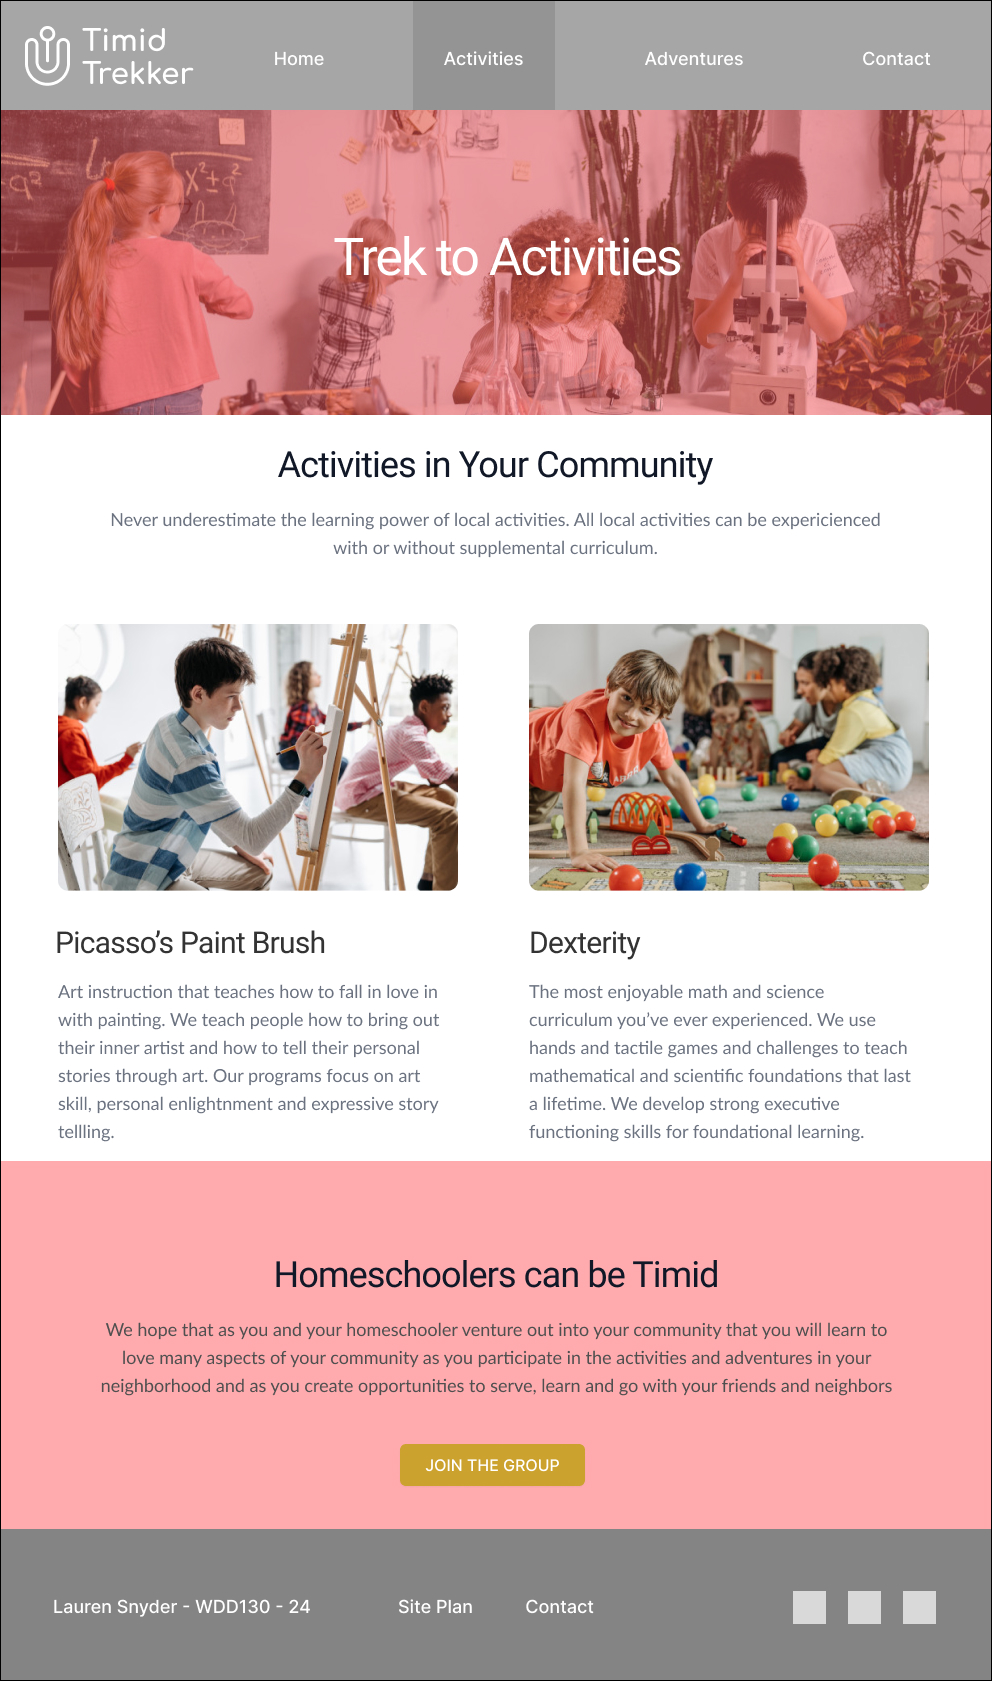 Timid
Trekker
Home
Activities
Adventures
Contact
x²+a²
Trek to Activities
Activities in Your Community
Never underestimate the learning power of local activities. All local activities can be expericienced
with or without supplemental curriculum.
Picasso’s Paint Brush
Art instruction that teaches how to fall in love in
with painting. We teach people how to bring out
their inner artist and how to tell their personal
stories through art. Our programs focus on art
skill, personal enlightnment and expressive story
tellling.
Dexterity
The most enjoyable math and science
curriculum you’ve ever experienced. We use
hands and tactile games and challenges to teach
mathematical and scientific foundations that last
a lifetime. We develop strong executive
functioning skills for foundational learning.
Homeschoolers can be Timid
We hope that as you and your homeschooler venture out into your community that you will learn to
love many aspects of your community as you participate in the activities and adventures in your
neighborhood and as you create opportunities to serve, learn and go with your friends and neighbors
JOIN THE GROUP
Lauren Snyder - WDD130 - 24
Site Plan
Contact